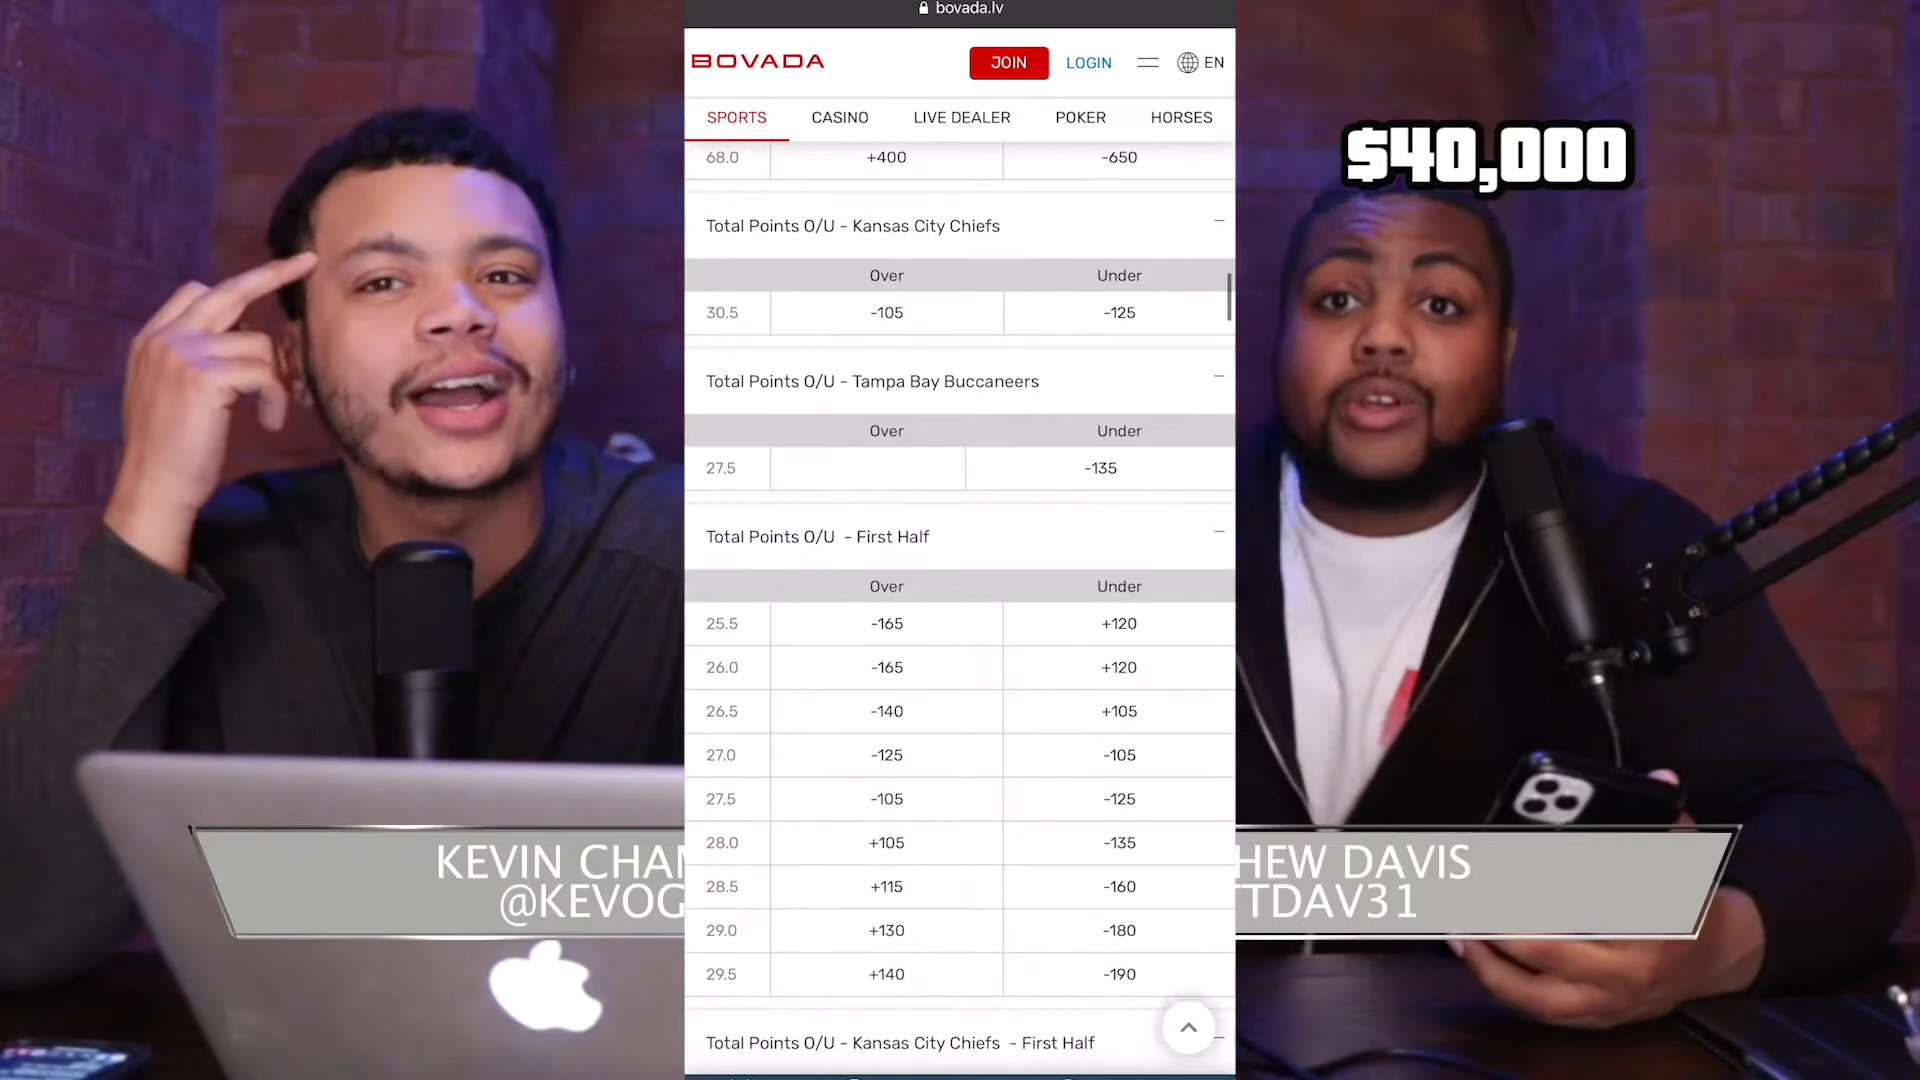 bovada.lv
BOVADA
JOIN
LOGIN
EN
SPORTS
CASINO
LIVE DEALER
POKER
HORSES
68.0 +400 -650
Total Points O/U - Kansas City Chiefs
Over Under
30.5 -105 -125
Total Points O/U - Tampa Bay Buccaneers
Over Under
27.5 -135
Total Points O/U - First Half
Over Under
25.5 -165 +120
26.0 -165 +120
26.5 -140 +105
27.0 -125 -105
27.5 -105 -125
28.0 +105 -135
28.5 +115 -160
29.0 +130 -180
29.5 +140 -190
Total Points O/U - Kansas City Chiefs - First Half
$40,000
KEVIN CHA
@KEVOG
HEW DAVIS
TTDAV31